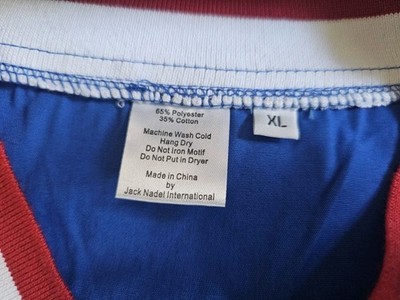 65% Polyester
35% Cotton
Machine Wash Cold
Hang Dry
Do Not Iron Motif
Do Not Put in Dryer
Made in China
by
Jack Nadel International
XL